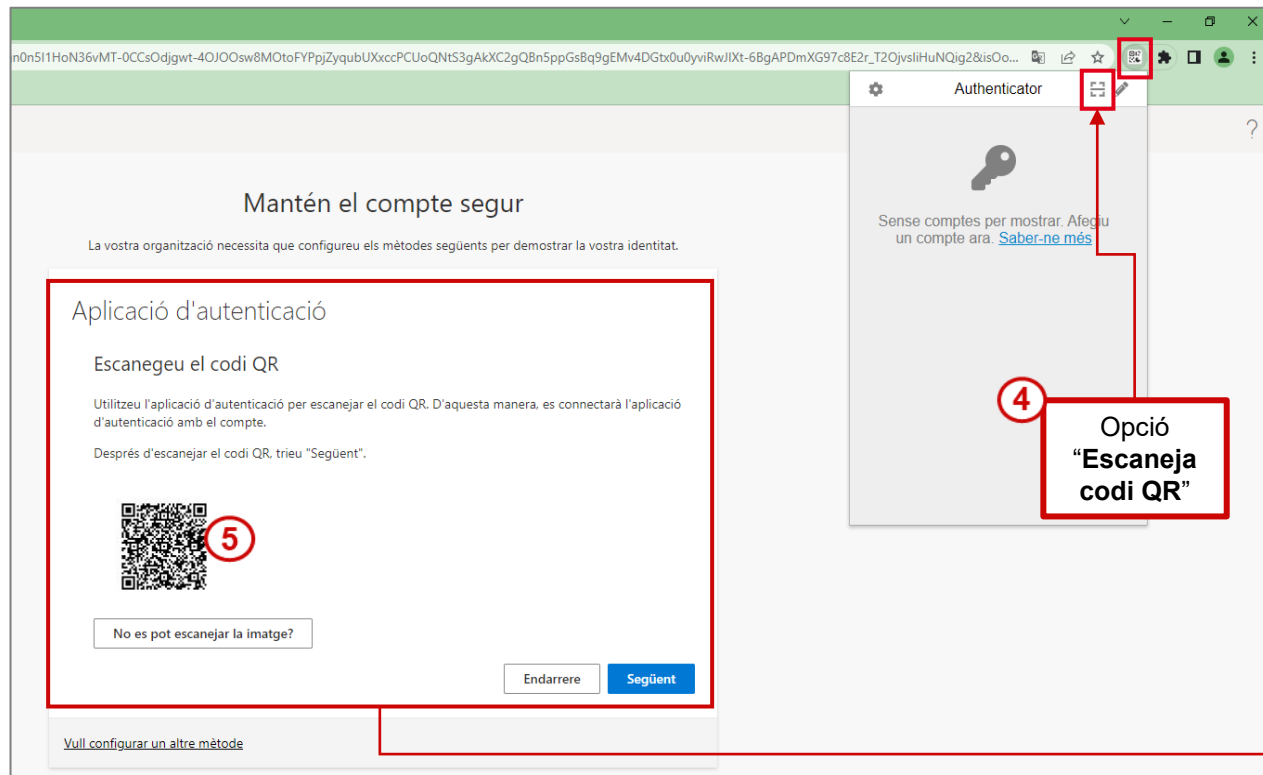 n0n5I1HoN36vMT-0CCsOdjgwt-4OJOOsw8MOtoFYPpjZyqubUXxccPCUoQNtS3gAkXC2gQBn5ppGsBq9gEMv4DGtx0u0yviRwJIXt-6BgAPDmXG97c8E2r_T2OjvsIiHuNQig2&isOo...
Authenticator
?
Mantén el compte segur
La vostra organització necessita que configureu els mètodes següents per demostrar la vostra identitat.
Sense comptes per mostrar. Afegiu
un compte ara. Saber-ne més
Aplicació d'autenticació
Escanegeu el codi QR
Utilitzeu l'aplicació d'autenticació per escanejar el codi QR. D'aquesta manera, es connectarà l'aplicació
d'autenticació amb el compte.
Després d'escanejar el codi QR, trieu "Següent".
4
Opció
“Escaneja
codi QR”
5
No es pot escanejar la imatge?
Endarrere
Següent
Vull configurar un altre mètode